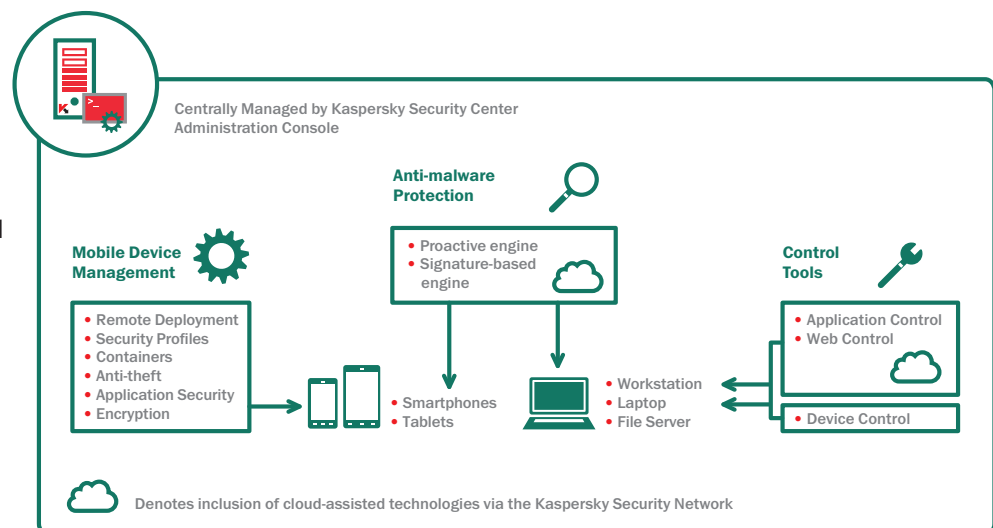 Centrally Managed by Kaspersky Security Center
Administration Console
Anti-malware
Protection
• Proactive engine
• Signature-based
engine
Mobile Device
Management
• Remote Deployment
• Security Profiles
• Containers
• Anti-theft
• Application Security
• Encryption
• Smartphones
• Tablets
• Workstation
• Laptop
• File Server
Control
Tools
• Application Control
• Web Control
• Device Control
Denotes inclusion of cloud-assisted technologies via the Kaspersky Security Network